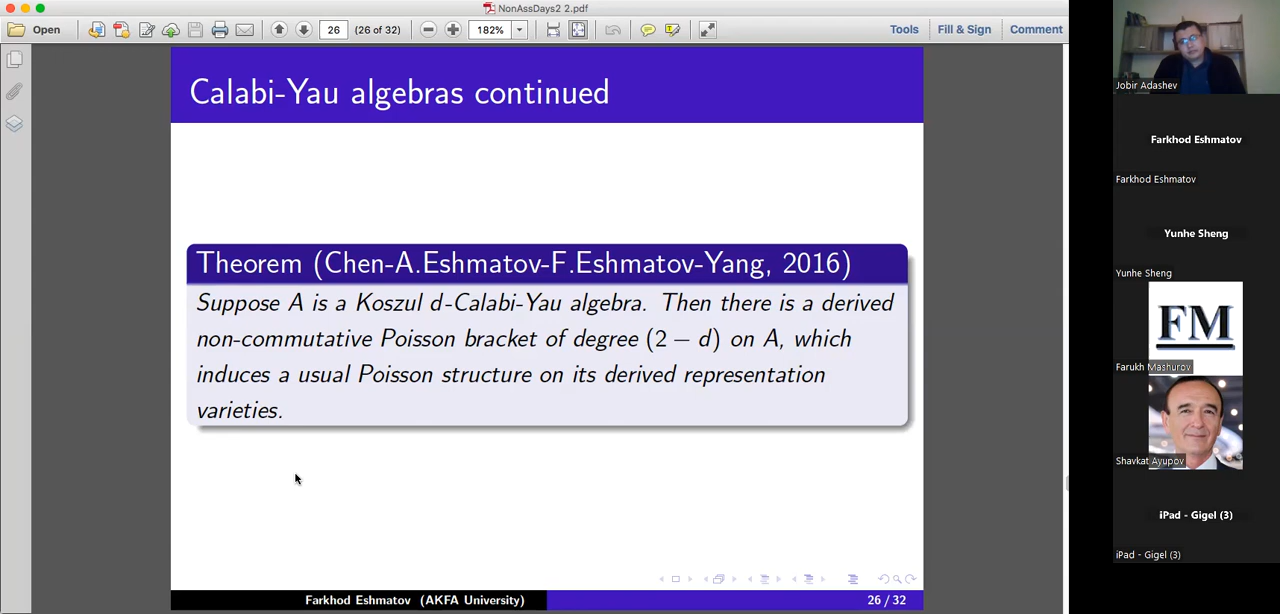 NonAssDays2 2.pdf
Open
26
(26 of 32)
182%
Tools
Fill & Sign
Comment
Calabi-Yau algebras continued
Theorem (Chen-A.Eshmatov-F.Eshmatov-Yang, 2016)
Suppose A is a Koszul d-Calabi-Yau algebra. Then there is a derived
non-commutative Poisson bracket of degree (2 − d) on A, which
induces a usual Poisson structure on its derived representation
varieties.
Farkhod Eshmatov (AKFA University)
26 / 32
Jobir Adashev
Farkhod Eshmatov
Farkhod Eshmatov
Yunhe Sheng
Yunhe Sheng
FM
Farukh Mashurov
Shavkat Ayupov
iPad - Gigel (3)
iPad - Gigel (3)